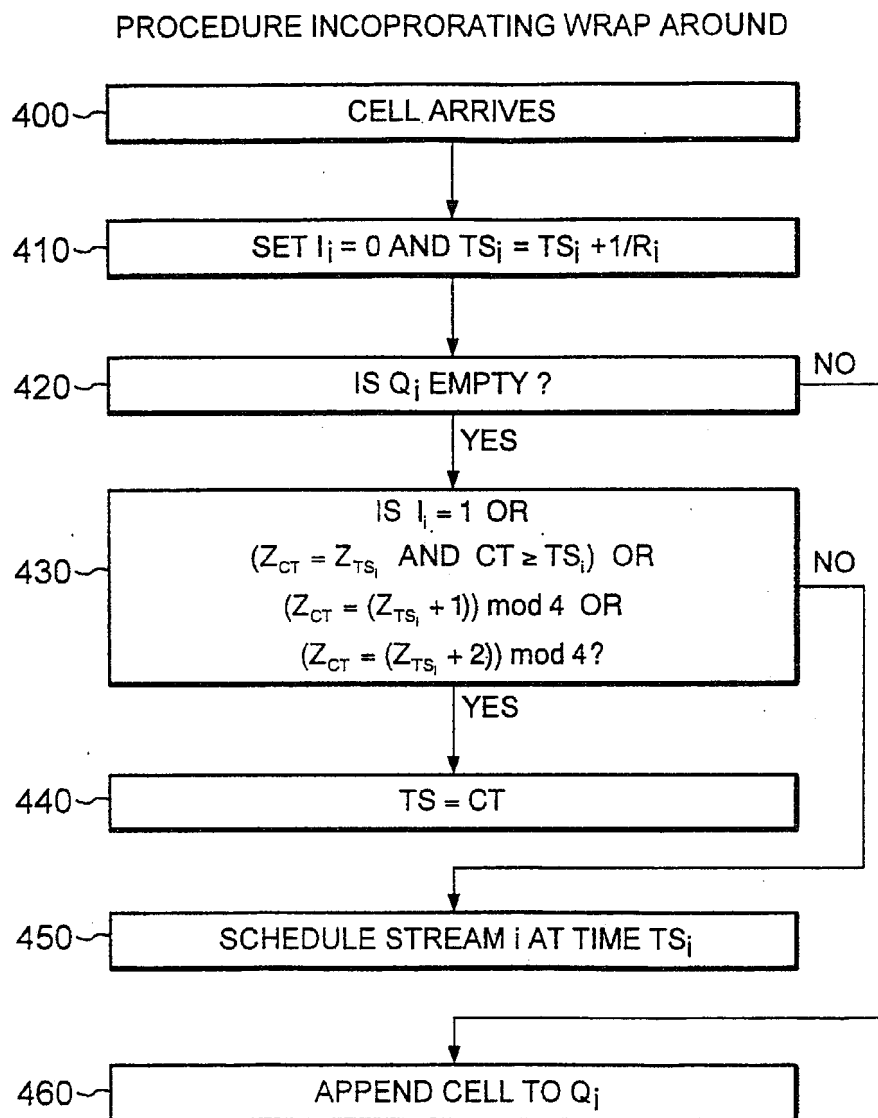 PROCEDURE INCOPRORATING WRAP AROUND
400
CELL ARRIVES
410
SET I_i = 0 AND TS_i = TS_i +1/R_i
420
IS Q_i EMPTY ?
NO
YES
430
IS I_i = 1 OR
(Z_CT = Z_TS_i AND CT ≥ TS_i) OR
(Z_CT = (Z_TS_i + 1)) mod 4 OR
(Z_CT = (Z_TS_i + 2)) mod 4?
NO
YES
440
TS = CT
450
SCHEDULE STREAM i AT TIME TS_i
460
APPEND CELL TO Q_i